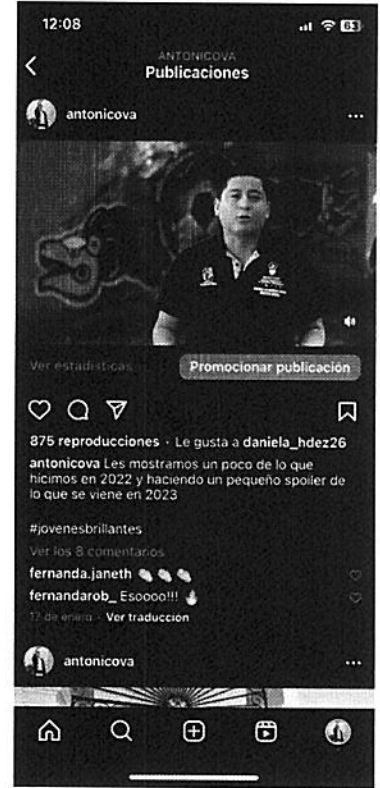 12:08
63
ANTONICOVA
Publicaciones
antonicova
Ver estadísticas
Promocionar publicación
875 reproducciones · Le gusta a daniela_hdez26
antonicova Les mostramos un poco de lo que
hicimos en 2022 y haciendo un pequeño spoiler de
lo que se viene en 2023
#jovenesbrillantes
Ver los 8 comentarios
fernanda.janeth 👏👏👏
fernandarob_ Esoooo!!! 🔥
17 de enero · Ver traducción
antonicova